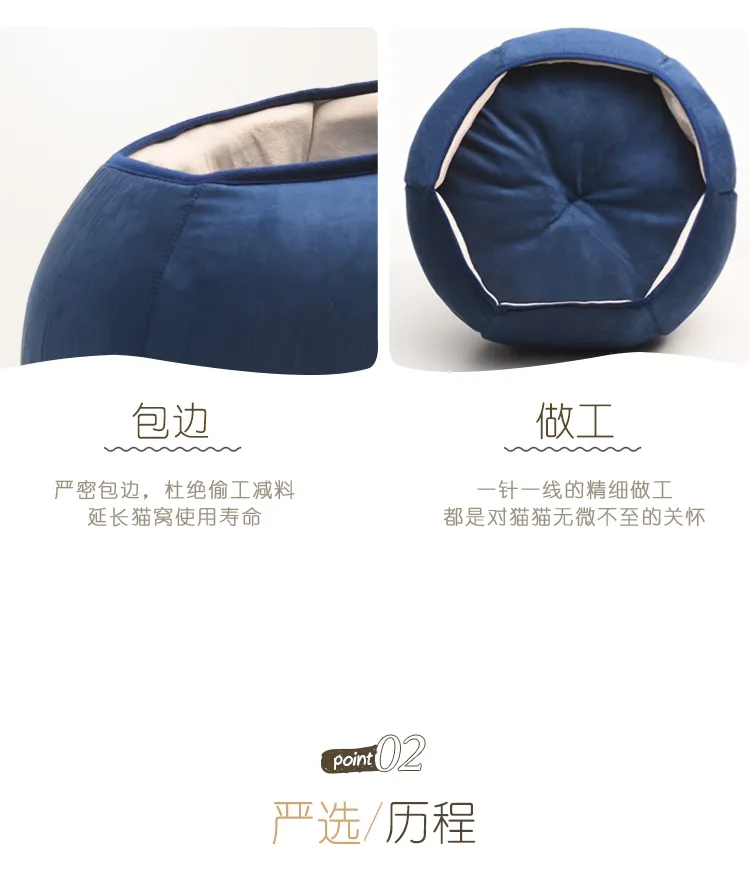 包边
严密包边，杜绝偷工减料
延长猫窝使用寿命
做工
一针一线的精细做工
都是对猫猫无微不至的关怀
point 02
严选/历程